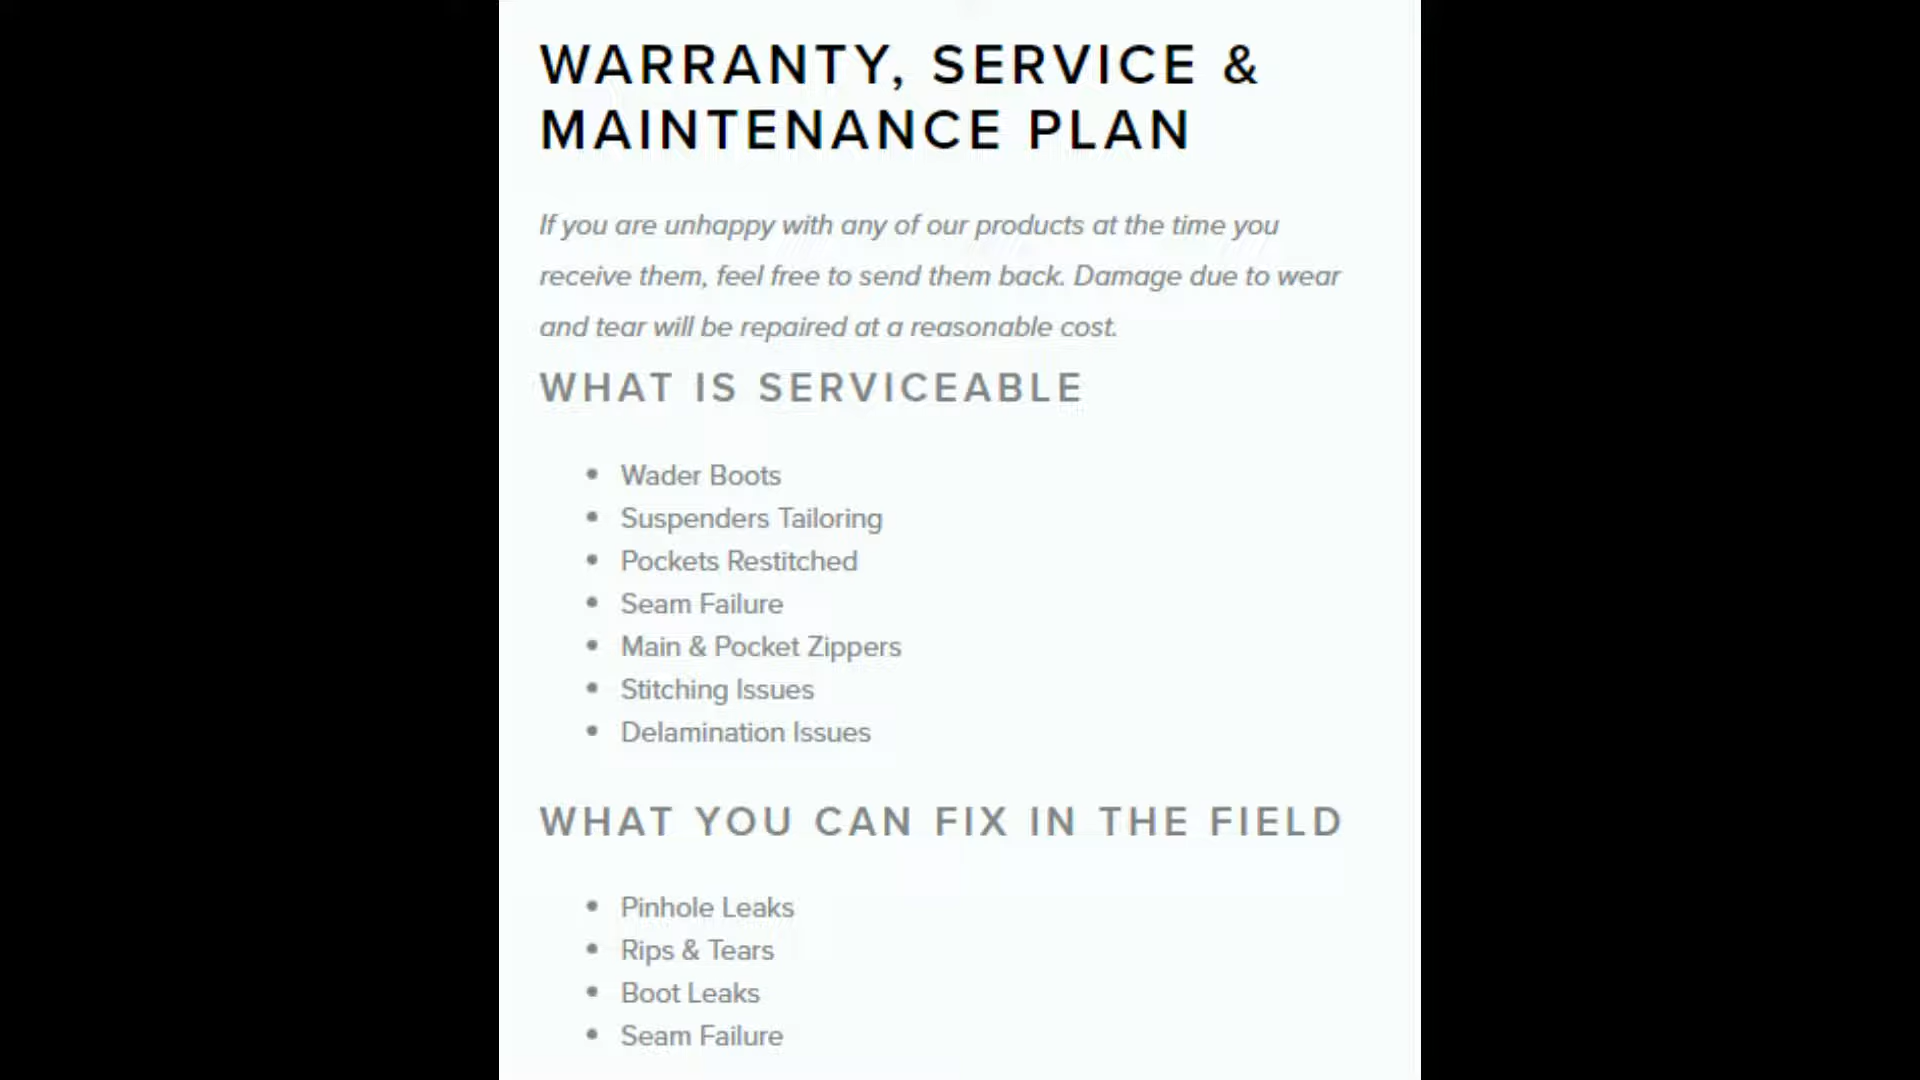 WARRANTY, SERVICE &
MAINTENANCE PLAN
If you are unhappy with any of our products at the time you
receive them, feel free to send them back. Damage due to wear
and tear will be repaired at a reasonable cost.
WHAT IS SERVICEABLE
• Wader Boots
• Suspenders Tailoring
• Pockets Restitched
• Seam Failure
• Main & Pocket Zippers
• Stitching Issues
• Delamination Issues
WHAT YOU CAN FIX IN THE FIELD
• Pinhole Leaks
• Rips & Tears
• Boot Leaks
• Seam Failure